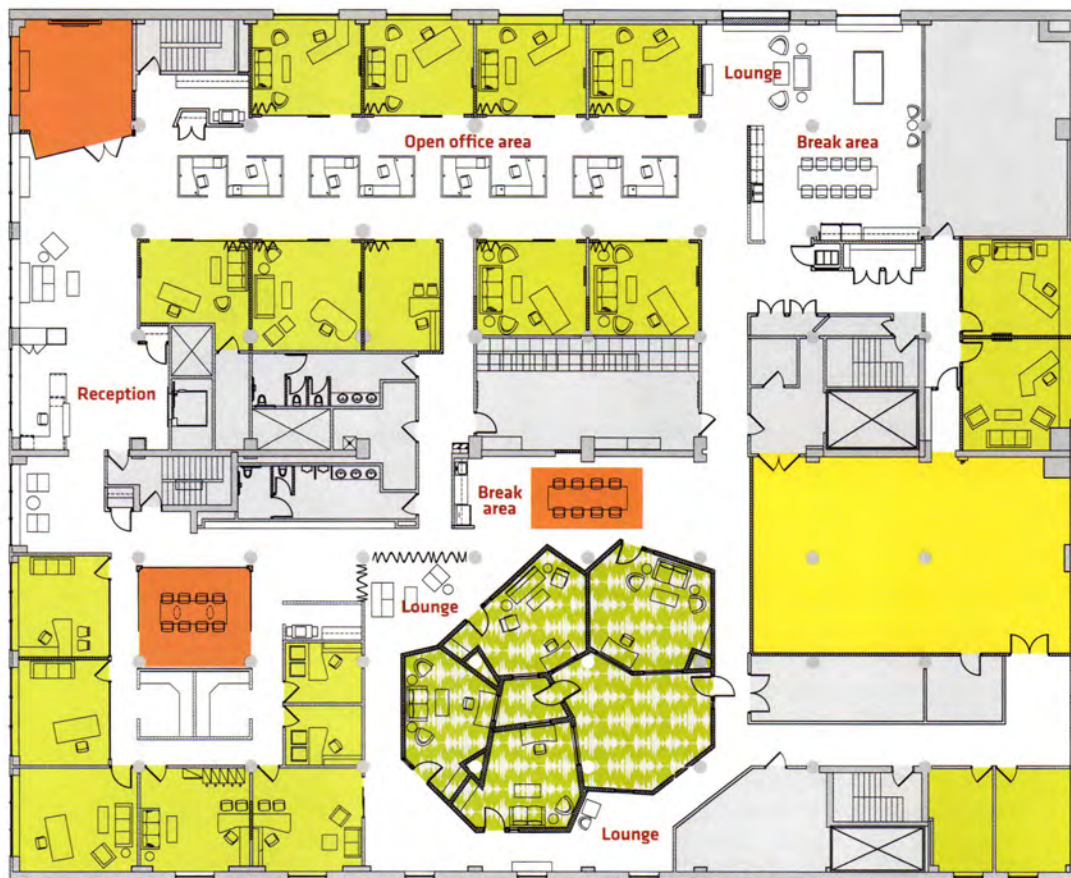 Lounge
Open office area
Break area
Reception
Break
area
Lounge
Lounge